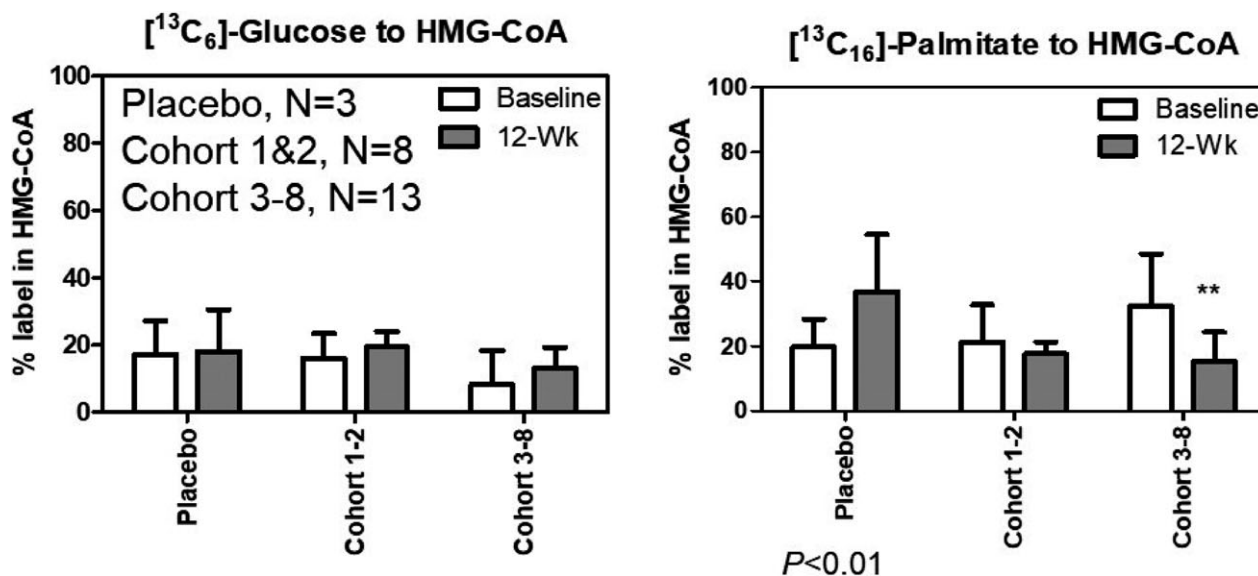 [¹³C₆]-Glucose to HMG-CoA
% label in HMG-CoA
100
80
60
40
20
0
Placebo, N=3
Cohort 1&2, N=8
Cohort 3-8, N=13
Baseline
12-Wk
Placebo
Cohort 1-2
Cohort 3-8
[¹³C₁₆]-Palmitate to HMG-CoA
% label in HMG-CoA
100
80
60
40
20
0
Baseline
12-Wk
**
Placebo
Cohort 1-2
Cohort 3-8
P<0.01